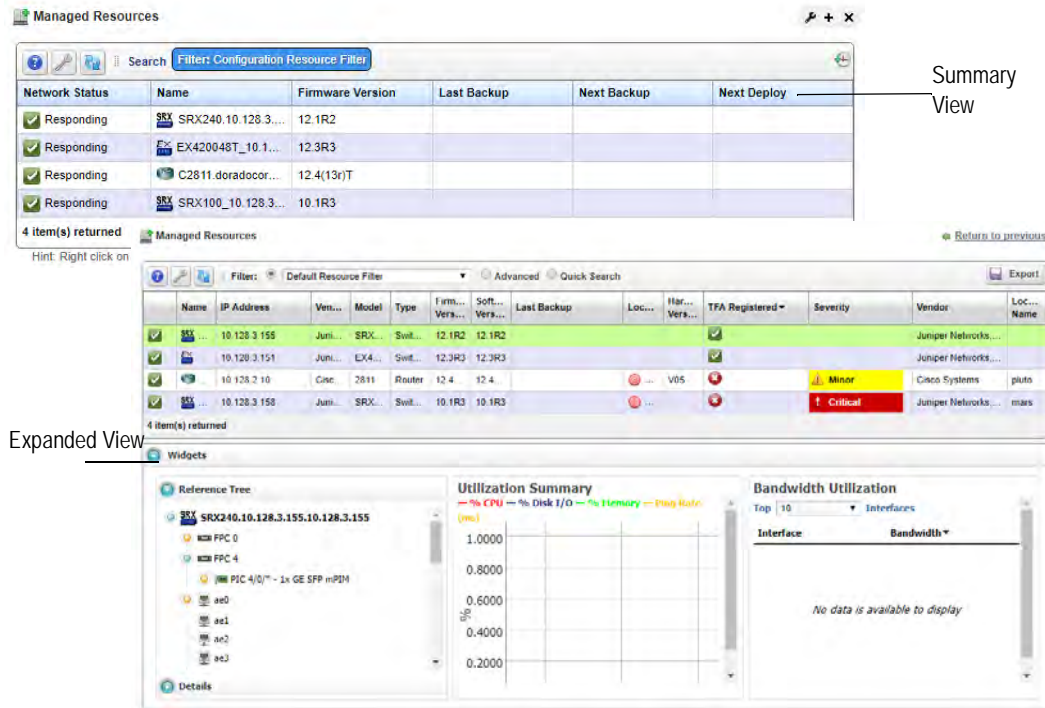 Managed Resources
Search Filter: Configuration Resource Filter
Network Status Name Firmware Version Last Backup Next Backup Next Deploy
Summary View
Responding SRX SRX240.10.128.3.... 12.1R2
Responding EX EX420048T_10.1... 12.3R3
Responding C2811.doradocor... 12.4(13r)T
Responding SRX SRX100_10.128.3... 10.1R3
4 item(s) returned
Hint: Right click on
Managed Resources Return to previous
Filter: Default Resource Filter Advanced Quick Search Export
Name IP Address Ven... Model Type Firm... Vers... Soft... Vers... Last Backup Loc... Har... Vers... TFA Registered Severity Vendor Loc... Name
SRX ... 10.128.3.155 Juni... SRX... Swit... 12.1R2 12.1R2 Juniper Networks,...
EX 10.128.3.151 Juni... EX4... Swit... 12.3R3 12.3R3 Juniper Networks,...
10.128.2.10 Cisc... 2811 Router 12.4... 12.4... ... V05 Minor Cisco Systems pluto
SRX ... 10.128.3.158 Juni... SRX... Swit... 10.1R3 10.1R3 ... Critical Juniper Networks,... mars
4 item(s) returned
Expanded View
Widgets
Reference Tree
SRX SRX240.10.128.3.155.10.128.3.155
FPC 0
FPC 4
PIC 4/0/* - 1x GE SFP mPIM
ae0
ae1
ae2
ae3
Details
Utilization Summary
% CPU % Disk I/O % Memory Ping Rate (ms)
1.0000
0.8000
0.6000
%
0.4000
0.2000
Bandwidth Utilization
Top 10 Interfaces
Interface Bandwidth
No data is available to display